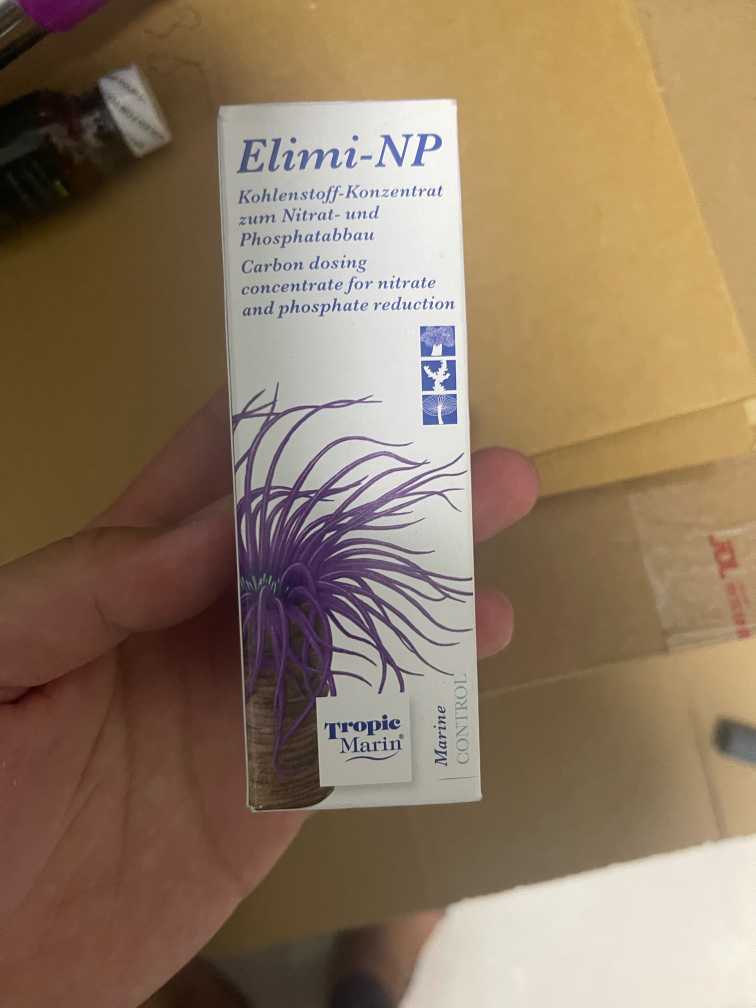 Elimi-NP
Kohlenstoff-Konzentrat
zum Nitrat- und
Phosphatabbau
Carbon dosing
concentrate for nitrate
and phosphate reduction
Tropic
Marin®
Marine
CONTROL
JDL